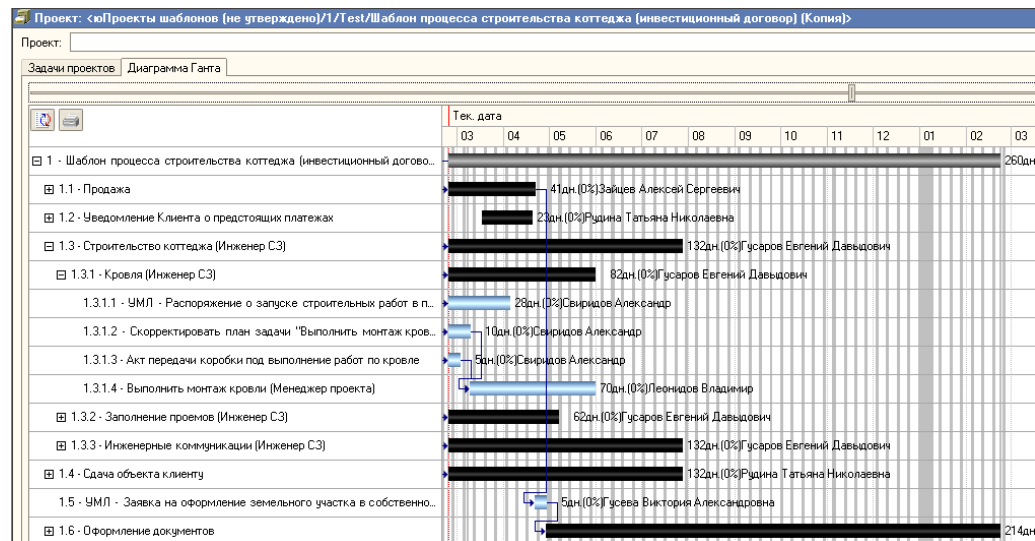 Проект: <юПроекты шаблонов (не утверждено)/1/Test/Шаблон процесса строительства коттеджа (инвестиционный договор) (Копия)>
Проект:
Задачи проектов Диаграмма Ганта
Тек. дата
03 04 05 06 07 08 09 10 11 12 01 02 03
1 - Шаблон процесса строительства коттеджа (инвестиционный догово... 260дн
1.1 - Продажа 41дн.(0%)Зайцев Алексей Сергеевич
1.2 - Уведомление Клиента о предстоящих платежах 23дн.(0%)Рудина Татьяна Николаевна
1.3 - Строительство коттеджа (Инженер СЗ) 132дн.(0%)Гусаров Евгений Давыдович
1.3.1 - Кровля (Инженер СЗ) 82дн.(0%)Гусаров Евгений Давыдович
1.3.1.1 - УМЛ - Распоряжение о запуске строительных работ в п... 28дн.(0%)Свиридов Александр
1.3.1.2 - Скорректировать план задачи "Выполнить монтаж кров... 10дн.(0%)Свиридов Александр
1.3.1.3 - Акт передачи коробки под выполнение работ по кровле 5дн.(0%)Свиридов Александр
1.3.1.4 - Выполнить монтаж кровли (Менеджер проекта) 70дн.(0%)Леонидов Владимир
1.3.2 - Заполнение проемов (Инженер СЗ) 62дн.(0%)Гусаров Евгений Давыдович
1.3.3 - Инженерные коммуникации (Инженер СЗ) 132дн.(0%)Гусаров Евгений Давыдович
1.4 - Сдача объекта клиенту 132дн.(0%)Рудина Татьяна Николаевна
1.5 - УМЛ - Заявка на оформление земельного участка в собственно... 5дн.(0%)Гусева Виктория Александровна
1.6 - Оформление документов 214дн